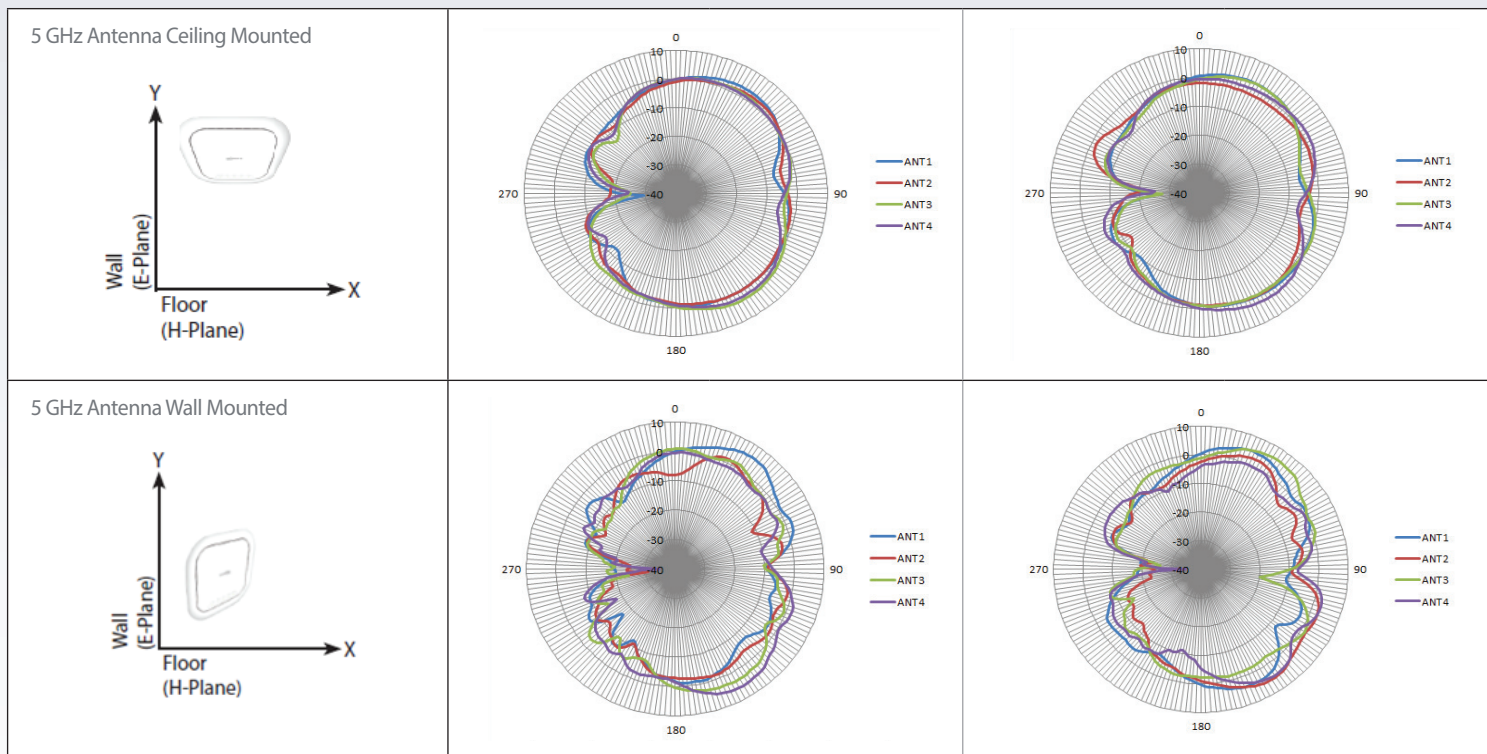 5 GHz Antenna Ceiling Mounted
Y
Wall
(E-Plane)
X
Floor
(H-Plane)
0
10
0
-10
-20
-30
-40
270
90
180
ANT1
ANT2
ANT3
ANT4
0
10
0
-10
-20
-30
-40
270
90
180
ANT1
ANT2
ANT3
ANT4
5 GHz Antenna Wall Mounted
Y
Wall
(E-Plane)
X
Floor
(H-Plane)
0
10
0
-10
-20
-30
-40
270
90
180
ANT1
ANT2
ANT3
ANT4
0
10
0
-10
-20
-30
-40
270
90
180
ANT1
ANT2
ANT3
ANT4